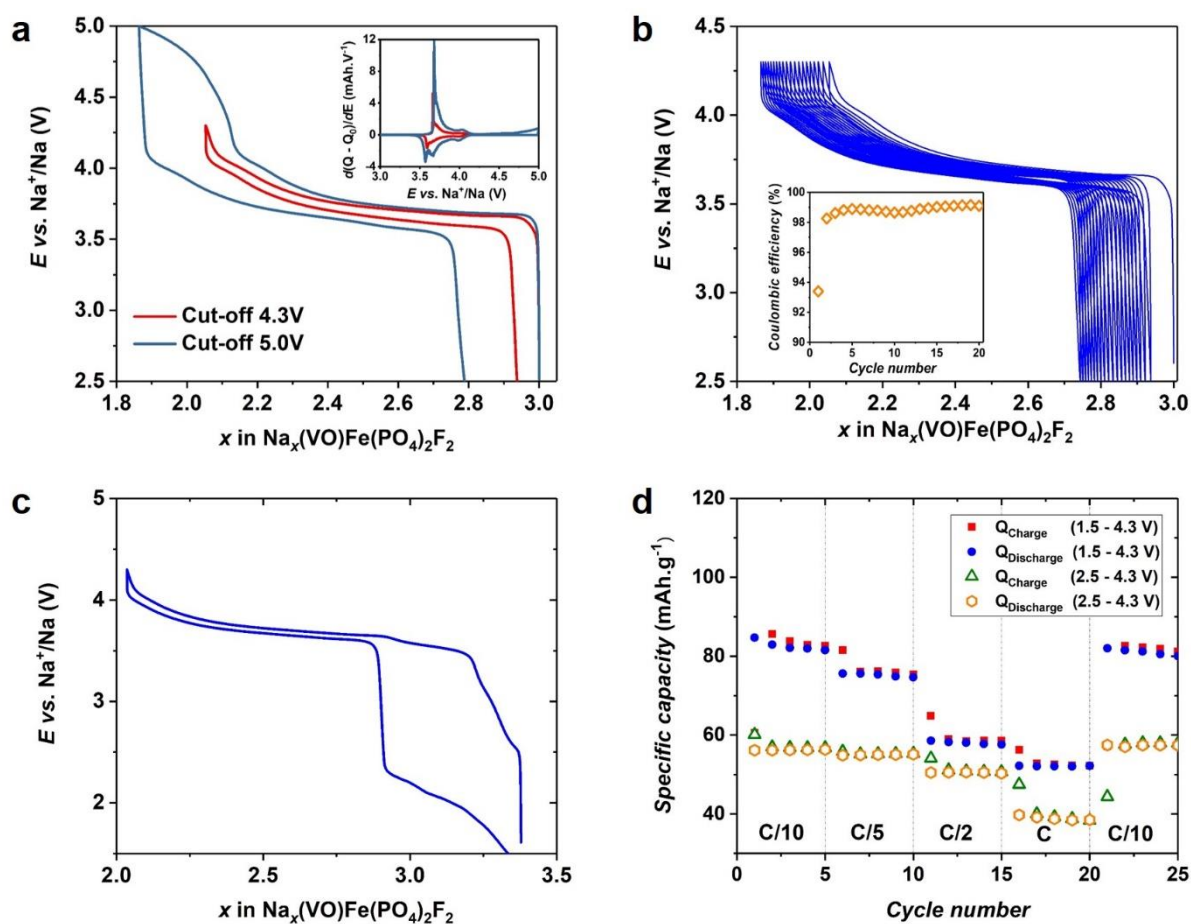 a
E vs. Na⁺/Na (V)
5.0
4.5
4.0
3.5
3.0
2.5
2.0
2.2
2.4
2.6
2.8
3.0
x in Naₓ(VO)Fe(PO₄)₂F₂
Cut-off 4.3V
Cut-off 5.0V
d(Q - Q₀)/dE (mAh.V⁻¹)
12
8
4
0
-4
3.0
3.5
4.0
4.5
5.0
E vs. Na⁺/Na (V)
b
E vs. Na⁺/Na (V)
4.5
4.0
3.5
3.0
2.5
1.8
2.0
2.2
2.4
2.6
2.8
3.0
x in Naₓ(VO)Fe(PO₄)₂F₂
Coulombic efficiency (%)
100
98
96
94
92
90
0
5
10
15
20
Cycle number
c
E vs. Na⁺/Na (V)
5
4
3
2
2.0
2.5
3.0
3.5
x in Naₓ(VO)Fe(PO₄)₂F₂
d
Specific capacity (mAh.g⁻¹)
120
100
80
60
40
Q Charge (1.5 - 4.3 V)
Q Discharge (1.5 - 4.3 V)
Q Charge (2.5 - 4.3 V)
Q Discharge (2.5 - 4.3 V)
C/10
C/5
C/2
C
C/10
0
5
10
15
20
25
Cycle number